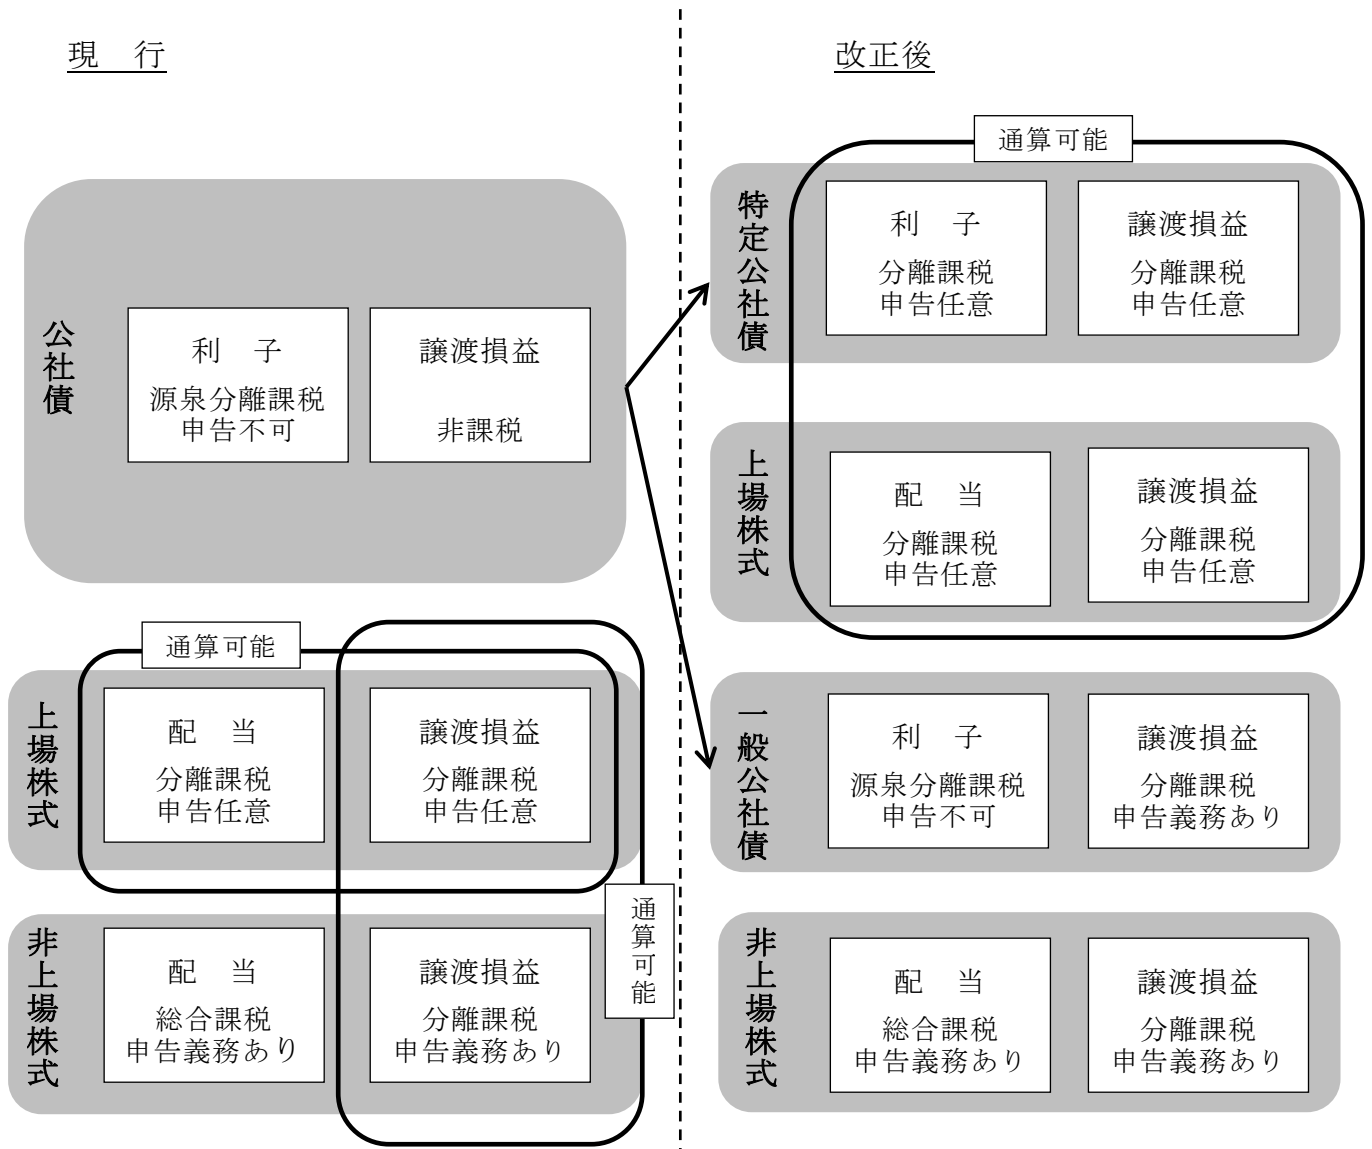 現　行
公社債
利　子
源泉分離課税
申告不可
譲渡損益
非課税
通算可能
上場株式
配　当
分離課税
申告任意
譲渡損益
分離課税
申告任意
通算可能
非上場株式
配　当
総合課税
申告義務あり
譲渡損益
分離課税
申告義務あり
改正後
通算可能
特定公社債
利　子
分離課税
申告任意
譲渡損益
分離課税
申告任意
上場株式
配　当
分離課税
申告任意
譲渡損益
分離課税
申告任意
一般公社債
利　子
源泉分離課税
申告不可
譲渡損益
分離課税
申告義務あり
非上場株式
配　当
総合課税
申告義務あり
譲渡損益
分離課税
申告義務あり